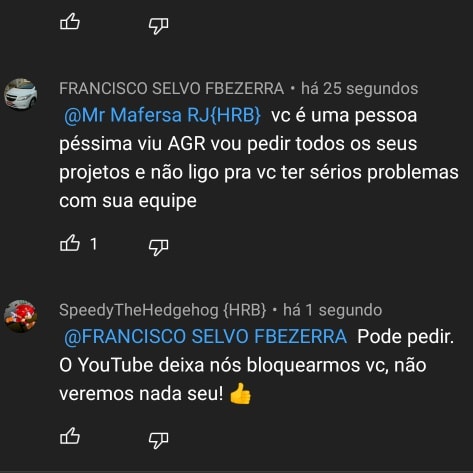 FRANCISCO SELVO FBEZERRA • há 25 segundos
@Mr Mafersa RJ{HRB} vc é uma pessoa
péssima viu AGR vou pedir todos os seus
projetos e não ligo pra vc ter sérios problemas
com sua equipe
1
SpeedyTheHedgehog {HRB} • há 1 segundo
@FRANCISCO SELVO FBEZERRA Pode pedir.
O YouTube deixa nós bloquearmos vc, não
veremos nada seu! 👍